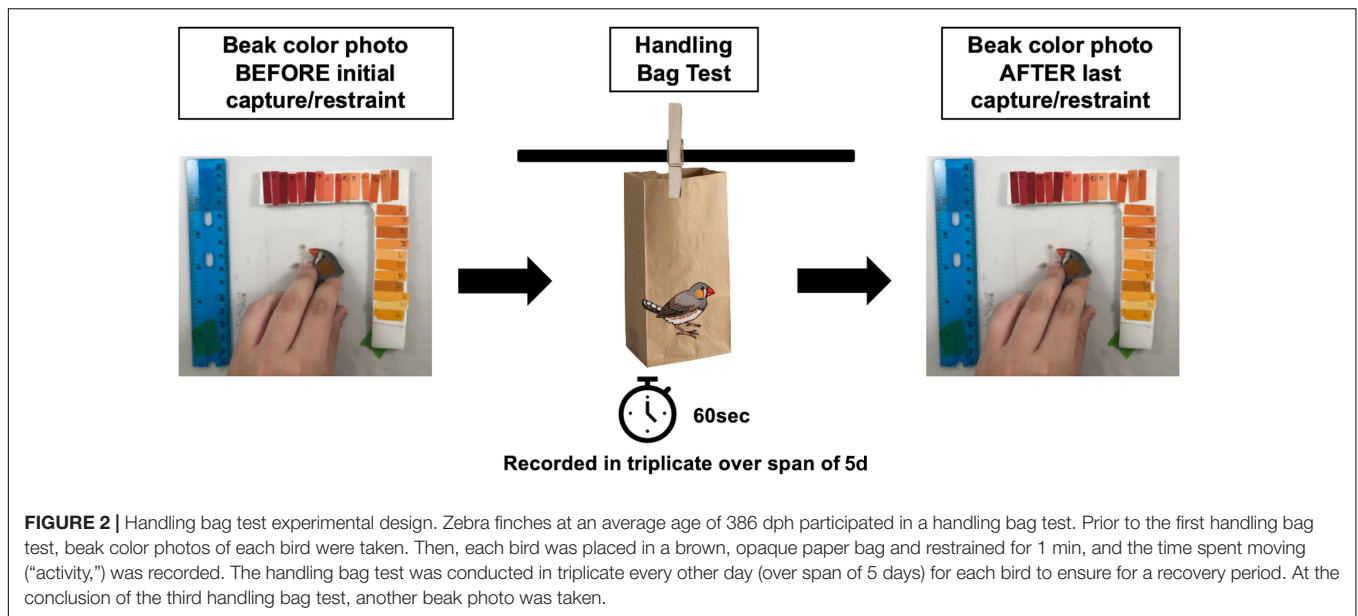 Beak color photo
BEFORE initial
capture/restraint
Handling
Bag Test
Beak color photo
AFTER last
capture/restraint
60sec
Recorded in triplicate over span of 5d
FIGURE 2 | Handling bag test experimental design. Zebra finches at an average age of 386 dph participated in a handling bag test. Prior to the first handling bag
test, beak color photos of each bird were taken. Then, each bird was placed in a brown, opaque paper bag and restrained for 1 min, and the time spent moving
(“activity,”) was recorded. The handling bag test was conducted in triplicate every other day (over span of 5 days) for each bird to ensure for a recovery period. At the
conclusion of the third handling bag test, another beak photo was taken.